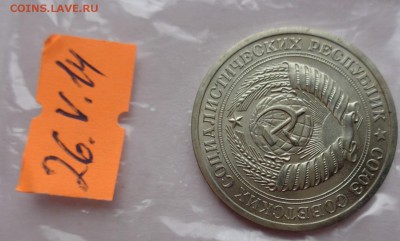 COINS.LAVE.RU
26.V.14
СОЮЗ СОВЕТСКИХ СОЦИАЛИСТИЧЕСКИХ РЕСПУБЛИК